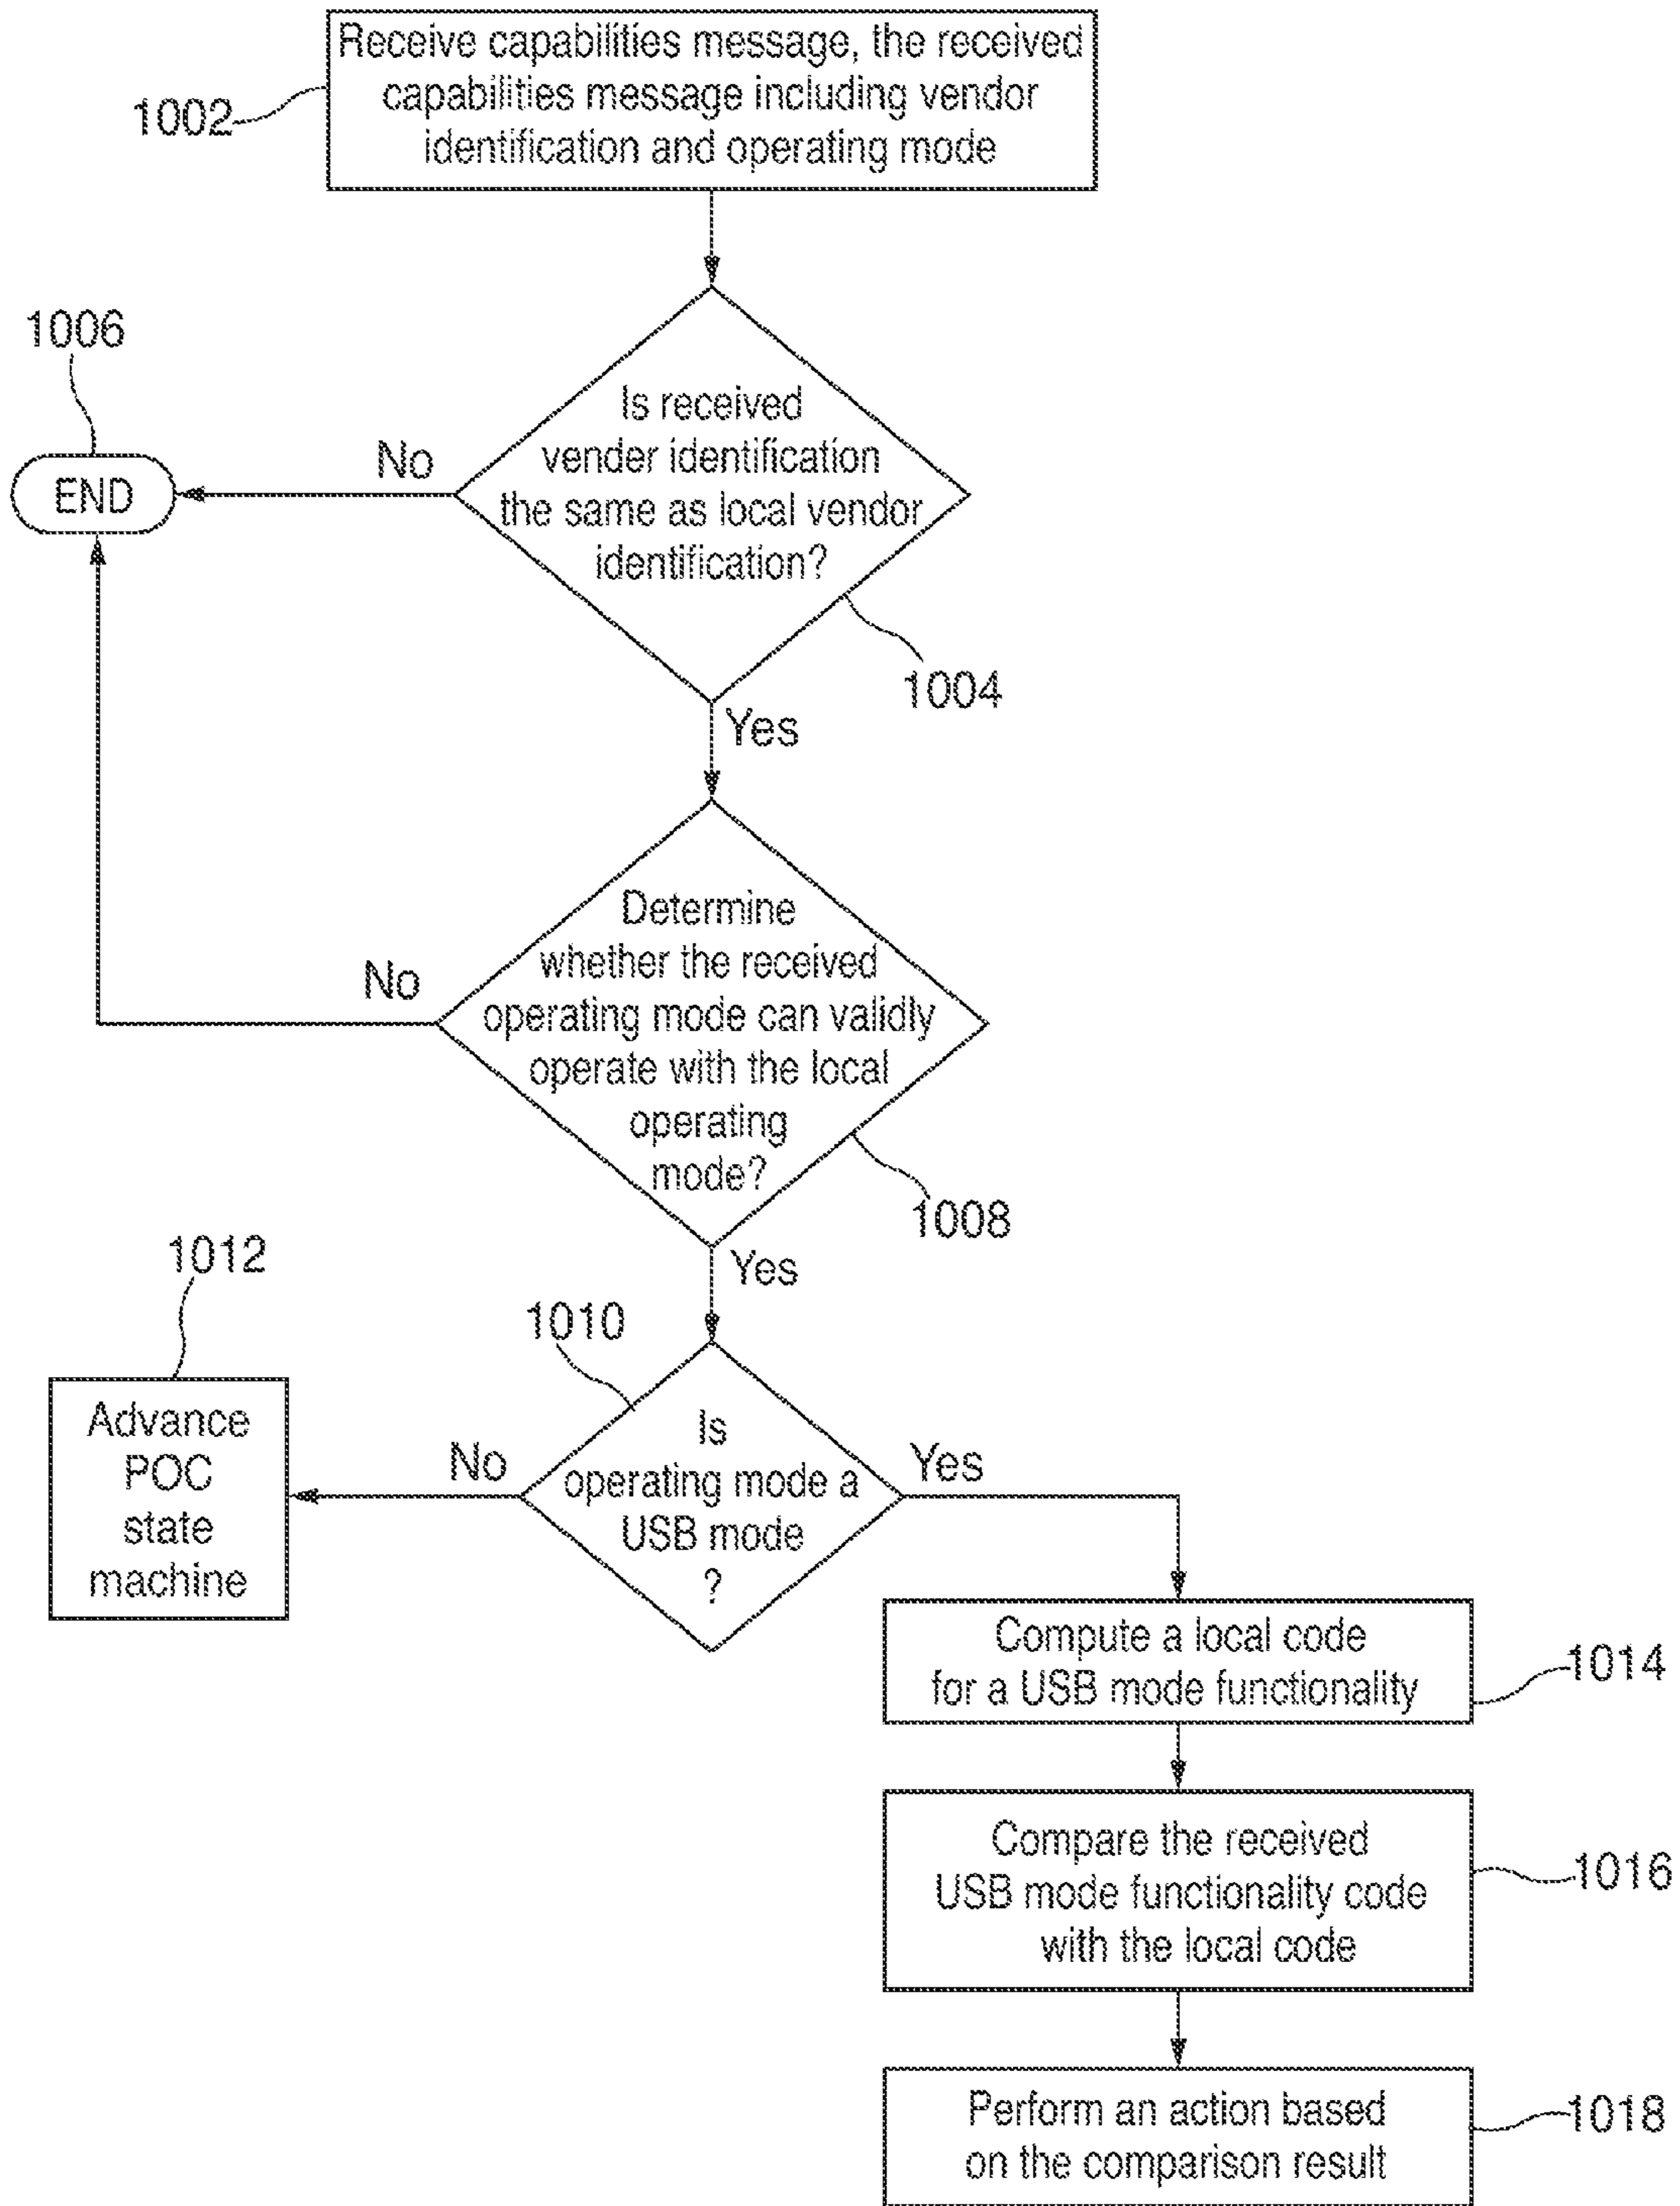 Receive capabilities message, the received
capabilities message including vendor
identification and operating mode
1002
1006
END
No
Is received
vender identification
the same as local vendor
identification?
1004
Yes
Determine
whether the received
operating mode can validly
operate with the local
operating
mode?
No
1008
Yes
1012
1010
Advance
POC
state
machine
No
Is
operating mode a
USB mode
?
Yes
Compute a local code
for a USB mode functionality
1014
Compare the received
USB mode functionality code
with the local code
1016
Perform an action based
on the comparison result
1018